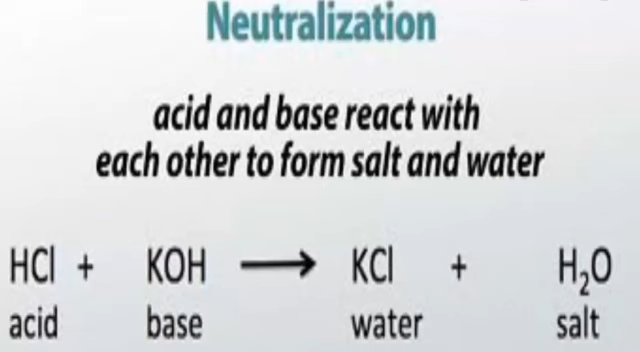 Neutralization
acid and base react with
each other to form salt and water
HCl + KOH ⟶ KCl + H₂O
acid base water salt